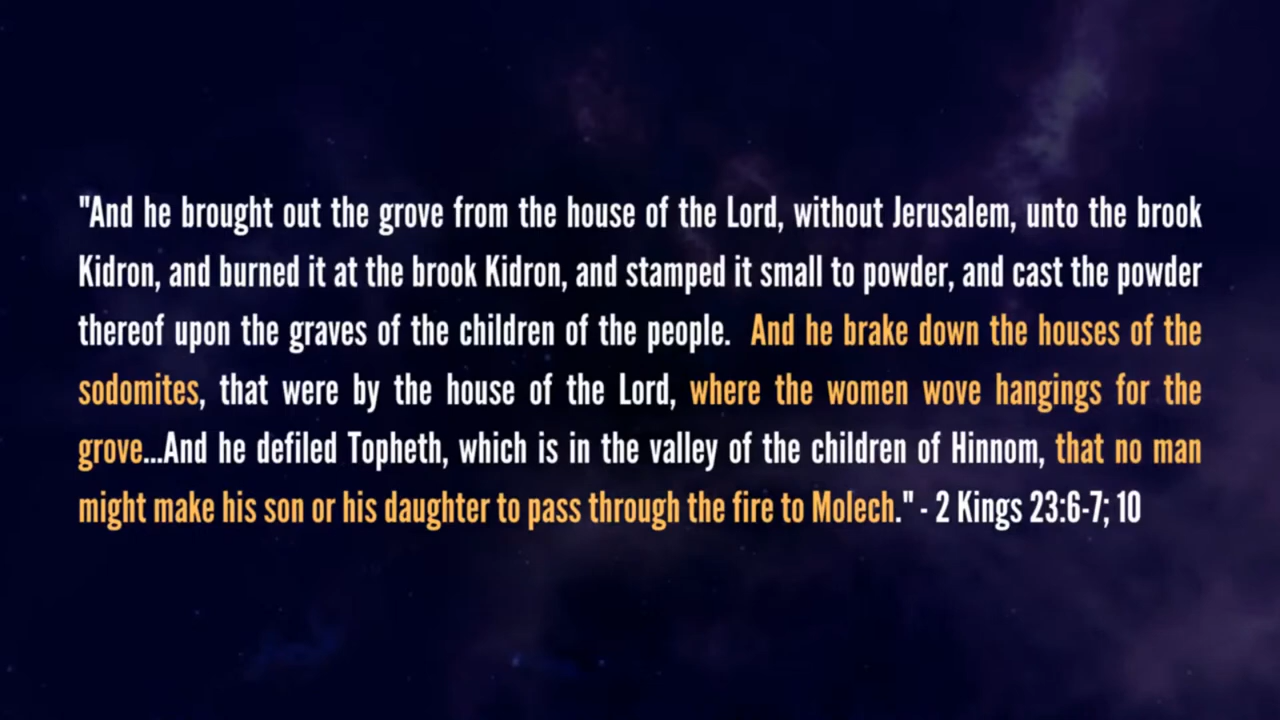 "And he brought out the grove from the house of the Lord, without Jerusalem, unto the brook
Kidron, and burned it at the brook Kidron, and stamped it small to powder, and cast the powder
thereof upon the graves of the children of the people. And he brake down the houses of the
sodomites, that were by the house of the Lord, where the women wove hangings for the
grove...And he defiled Topheth, which is in the valley of the children of Hinnom, that no man
might make his son or his daughter to pass through the fire to Molech." - 2 Kings 23:6-7; 10